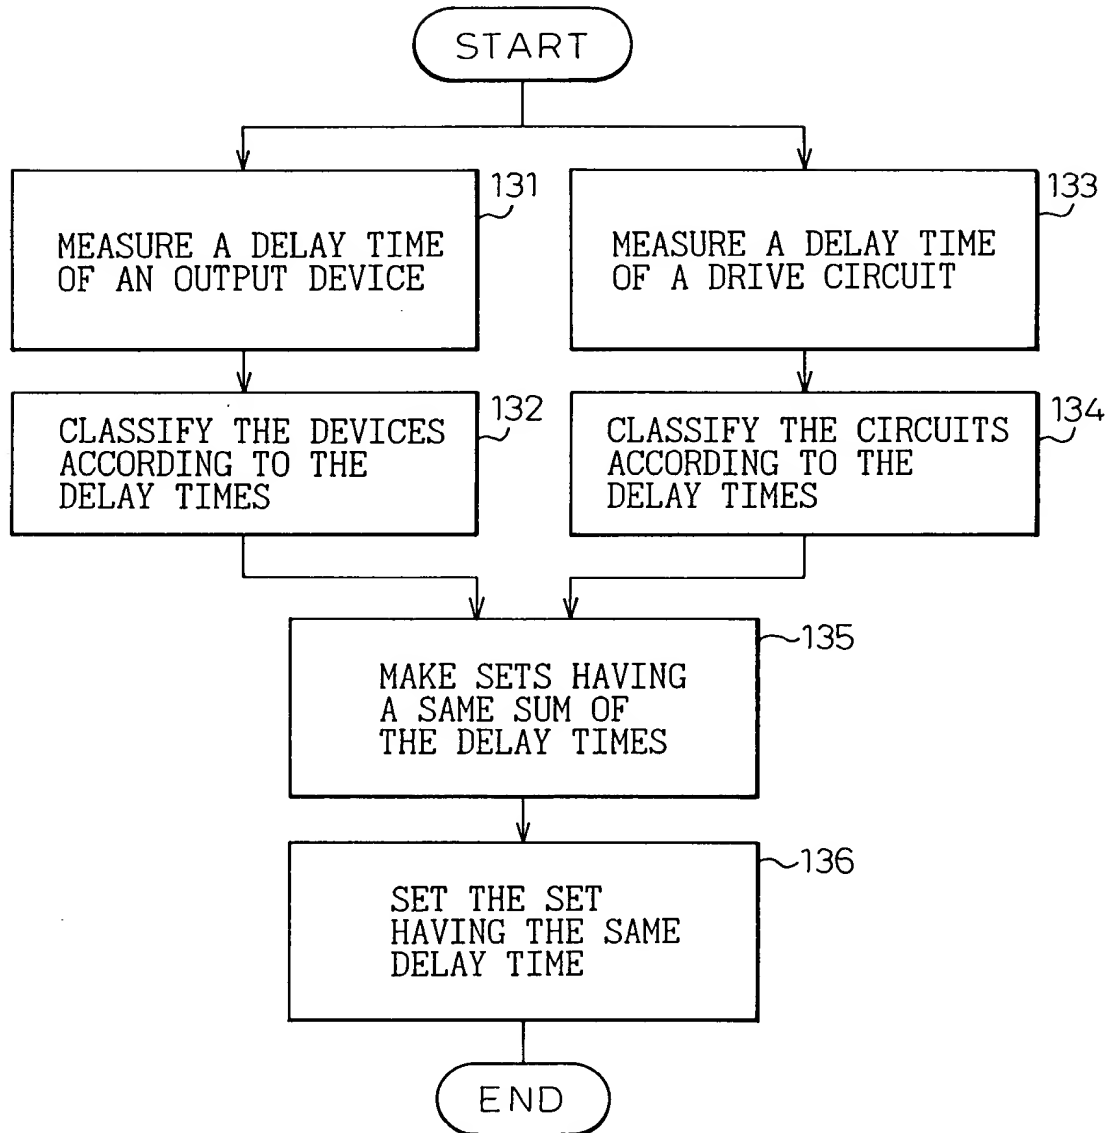 START
131
MEASURE A DELAY TIME
OF AN OUTPUT DEVICE
133
MEASURE A DELAY TIME
OF A DRIVE CIRCUIT
132
CLASSIFY THE DEVICES
ACCORDING TO THE
DELAY TIMES
134
CLASSIFY THE CIRCUITS
ACCORDING TO THE
DELAY TIMES
135
MAKE SETS HAVING
A SAME SUM OF
THE DELAY TIMES
136
SET THE SET
HAVING THE SAME
DELAY TIME
END